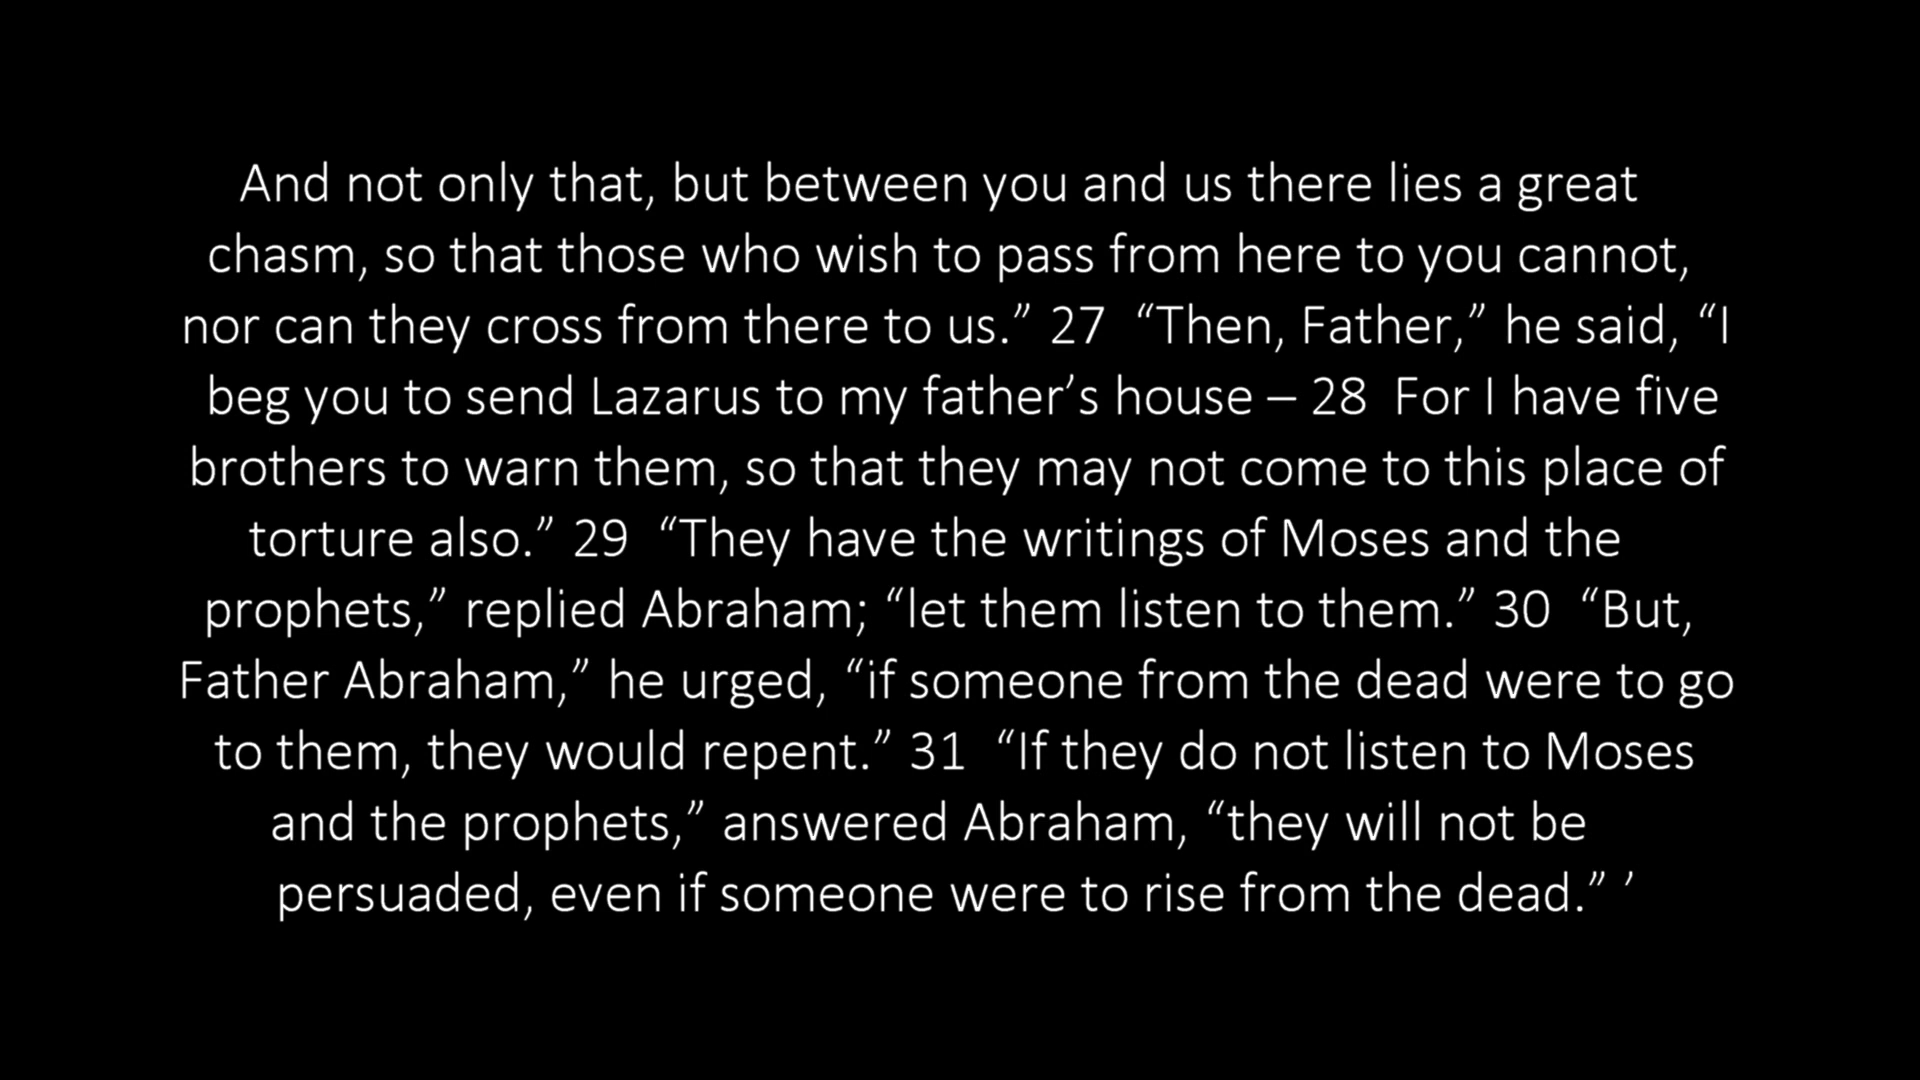 And not only that, but between you and us there lies a great
chasm, so that those who wish to pass from here to you cannot,
nor can they cross from there to us.” 27  “Then, Father,” he said, “I
beg you to send Lazarus to my father’s house – 28  For I have five
brothers to warn them, so that they may not come to this place of
torture also.” 29  “They have the writings of Moses and the
prophets,” replied Abraham; “let them listen to them.” 30  “But,
Father Abraham,” he urged, “if someone from the dead were to go
to them, they would repent.” 31  “If they do not listen to Moses
and the prophets,” answered Abraham, “they will not be
persuaded, even if someone were to rise from the dead.” ’